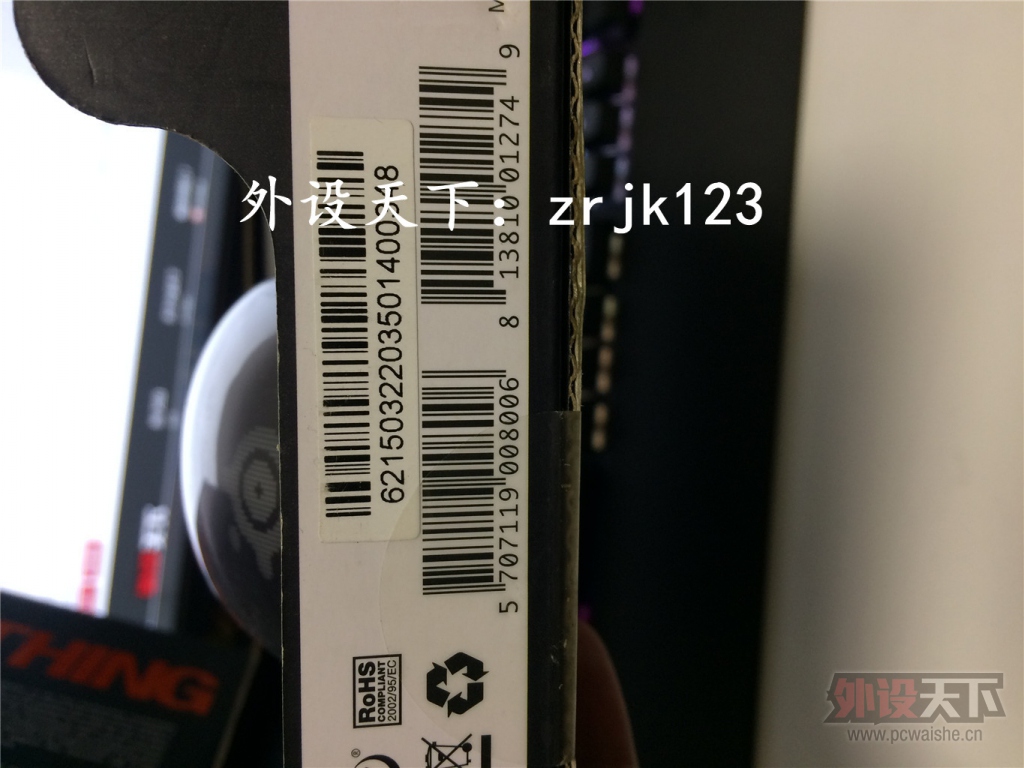 外设天下：zrjk123
8 13810 01274 9
5 707119 008006
RoHS
COMPLIANT
2002/95/EC
®
THING
外设天下
www.pcwaishe.cn